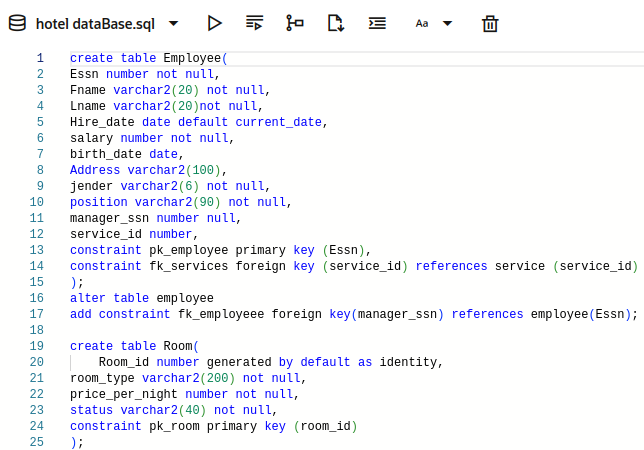 hotel dataBase.sql Aa
1 create table Employee(
2 Essn number not null,
3 Fname varchar2(20) not null,
4 Lname varchar2(20)not null,
5 Hire_date date default current_date,
6 salary number not null,
7 birth_date date,
8 Address varchar2(100),
9 jender varchar2(6) not null,
10 position varchar2(90) not null,
11 manager_ssn number null,
12 service_id number,
13 constraint pk_employee primary key (Essn),
14 constraint fk_services foreign key (service_id) references service (service_id)
15 );
16 alter table employee
17 add constraint fk_employeee foreign key(manager_ssn) references employee(Essn);
18
19 create table Room(
20 Room_id number generated by default as identity,
21 room_type varchar2(200) not null,
22 price_per_night number not null,
23 status varchar2(40) not null,
24 constraint pk_room primary key (room_id)
25 );